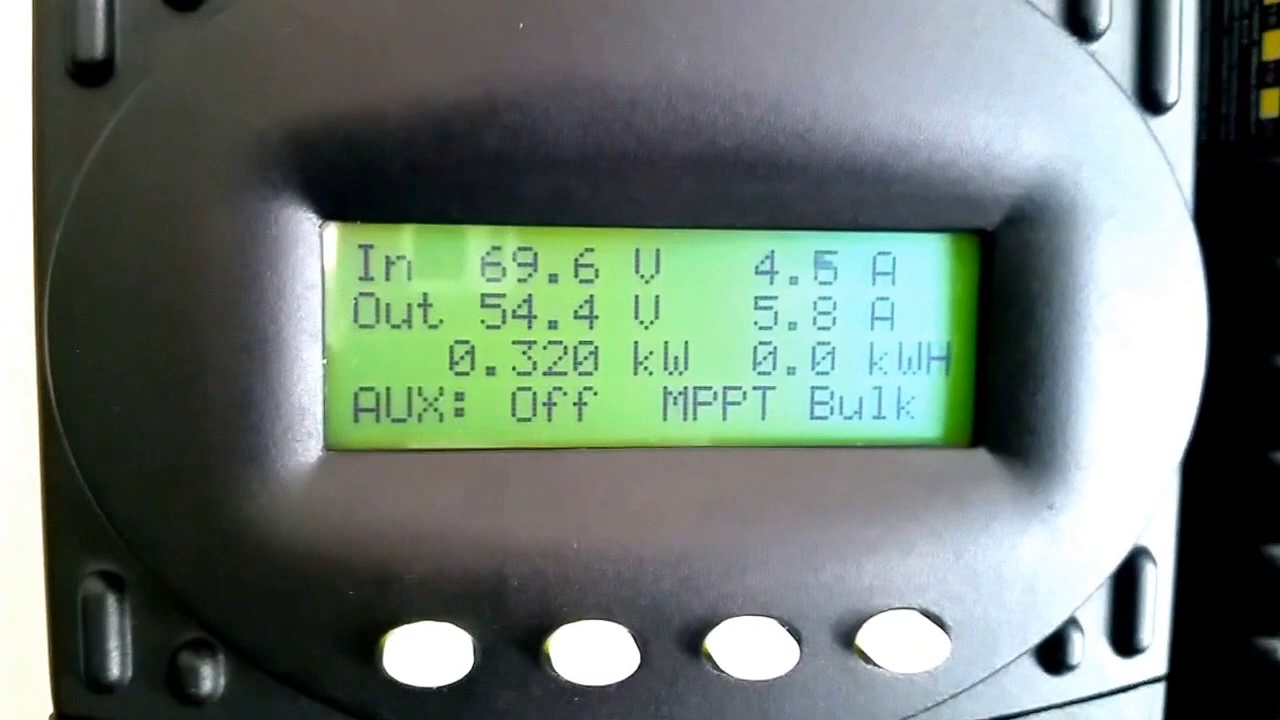 In 69.6 V 4.5 A
Out 54.4 V 5.8 A
0.320 kW 0.0 kWH
AUX: Off MPPT Bulk